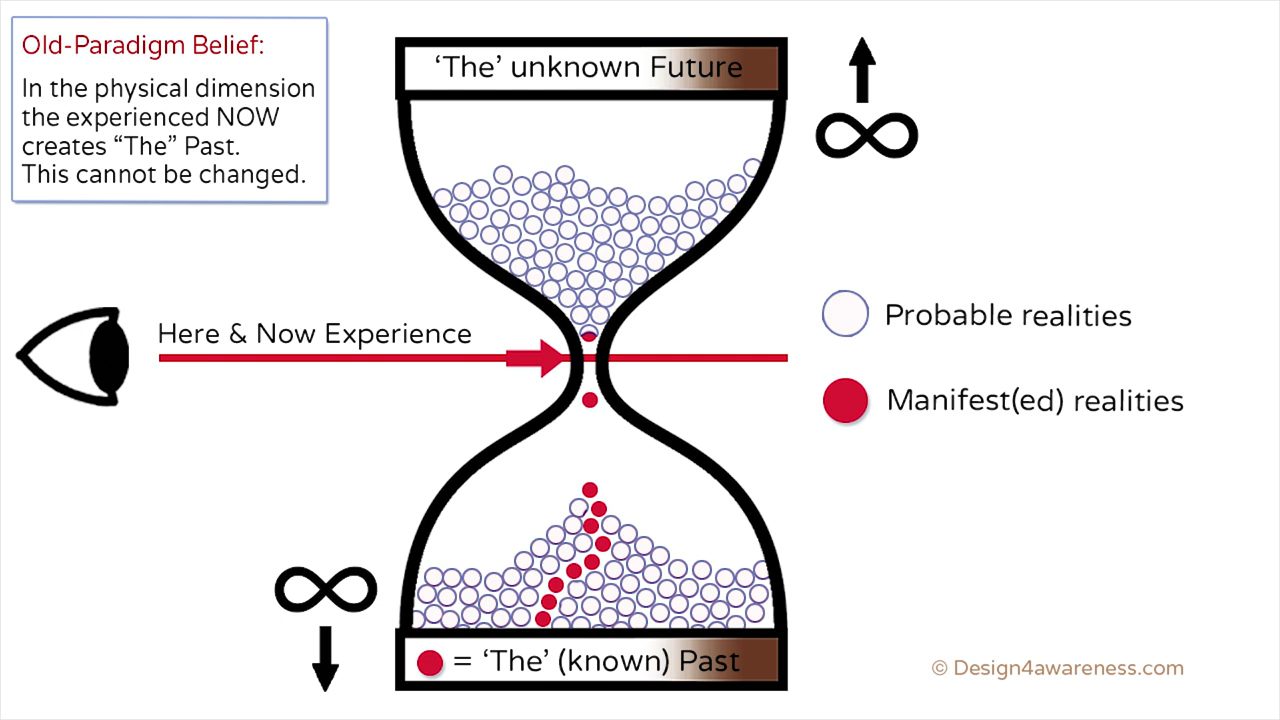 Old-Paradigm Belief:
In the physical dimension
the experienced NOW
creates “The” Past.
This cannot be changed.
‘The’ unknown Future
Here & Now Experience
Probable realities
Manifest(ed) realities
= ‘The’ (known) Past
© Design4awareness.com